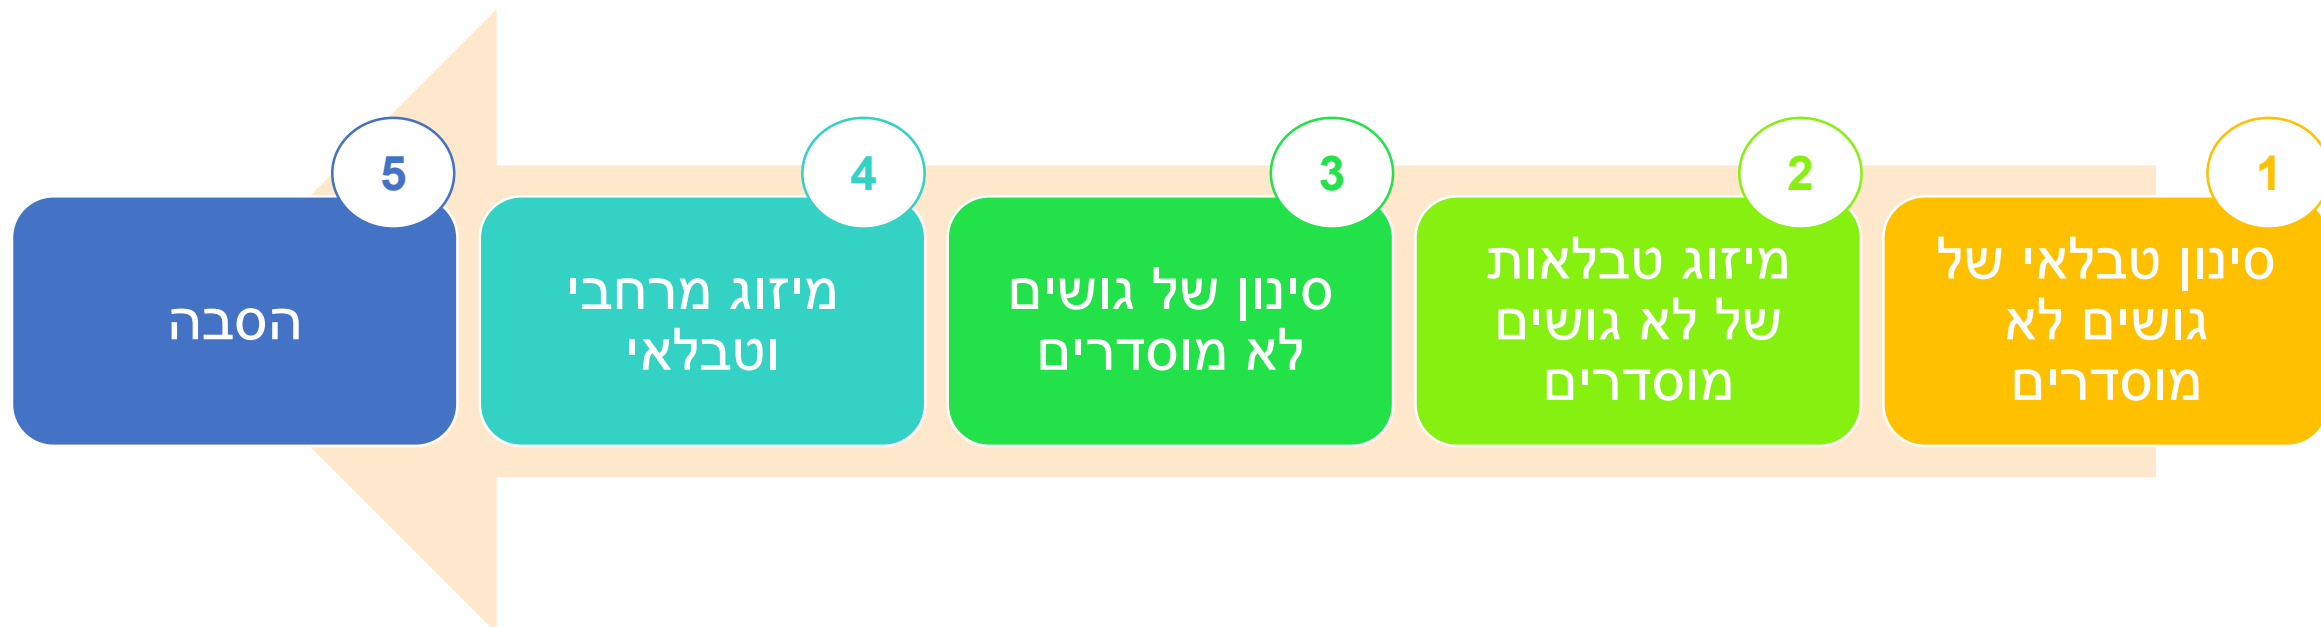 1
סינון טבלאי של
גושים לא
מוסדרים
2
מיזוג טבלאות
של לא גושים
מוסדרים
3
סינון של גושים
לא מוסדרים
4
מיזוג מרחבי
וטבלאי
5
הסבה